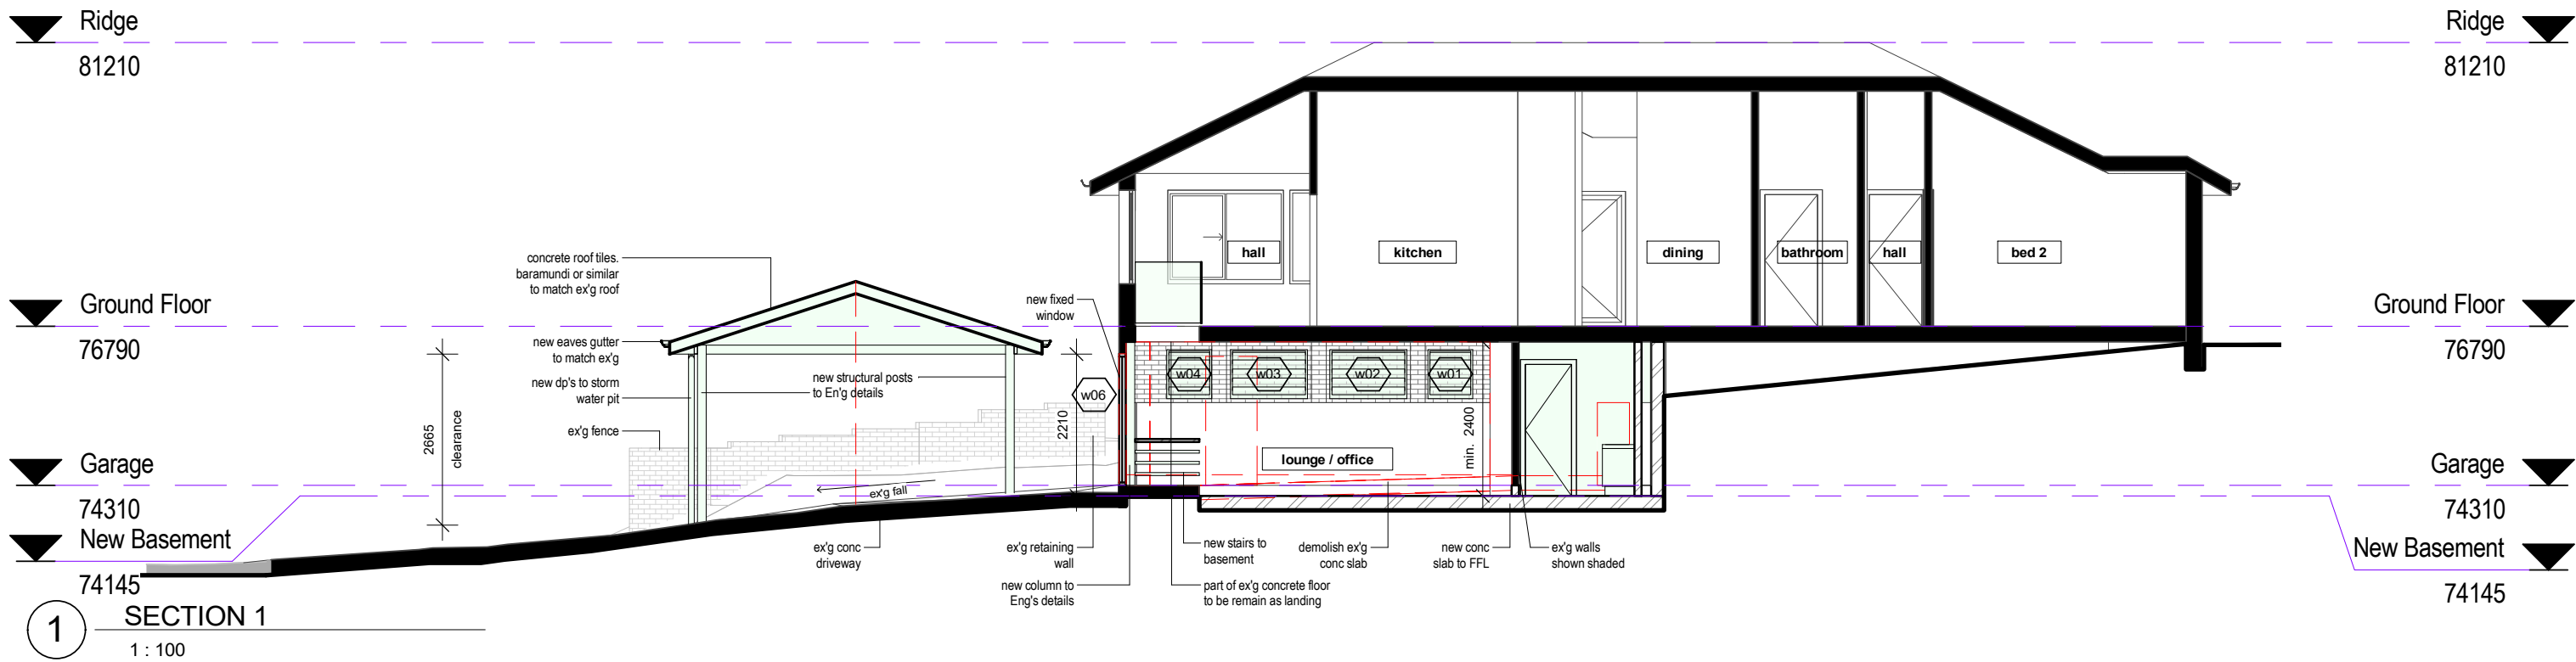 Ridge
81210
Ridge
81210
hall
kitchen
dining
bathroom
hall
bed 2
concrete roof tiles.
baramundi or similar
to match ex'g roof
new fixed
window
Ground Floor
76790
Ground Floor
76790
new eaves gutter
to match ex'g
new dp's to storm
water pit
new structural posts
to En'g details
ex'g fence
2665
clearance
2210
w06
w04
w03
w02
w01
min. 2400
lounge / office
ex'g fall
Garage
74310
Garage
74310
New Basement
74145
New Basement
74145
ex'g conc
driveway
ex'g retaining
wall
new column to
Eng's details
new stairs to
basement
part of ex'g concrete floor
to be remain as landing
demolish ex'g
conc slab
new conc
slab to FFL
ex'g walls
shown shaded
1
SECTION 1
1 : 100